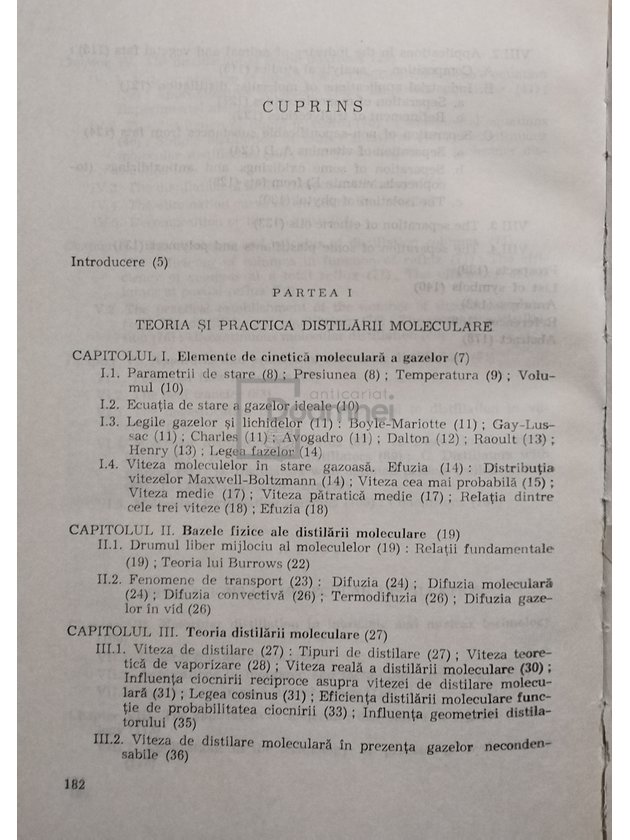 CUPRINS
Introducere (5)
PARTEA I
TEORIA ȘI PRACTICA DISTILĂRII MOLECULARE
CAPITOLUL I. Elemente de cinetică moleculară a gazelor (7)
I.1. Parametrii de stare (8) ; Presiunea (8) ; Temperatura (9) ; Volu-
mul (10)
anticariat
I.2. Ecuația de stare a gazelor ideale (10)
Doamnei
I.3. Legile gazelor și lichidelor (11) : Boyle-Mariotte (11) ; Gay-Lus-
sac (11) ; Charles (11) ; Avogadro (11) ; Dalton (12) ; Raoult (13) ;
Henry (13) ; Legea fazelor (14)
I.4. Viteza moleculelor în stare gazoasă. Efuzia (14) : Distribuția
vitezelor Maxwell-Boltzmann (14) ; Viteza cea mai probabilă (15) ;
Viteza medie (17) ; Viteza pătratică medie (17) ; Relația dintre
cele trei viteze (18) ; Efuzia (18)
CAPITOLUL II. Bazele fizice ale distilării moleculare (19)
II.1. Drumul liber mijlociu al moleculelor (19) : Relații fundamentale
(19) ; Teoria lui Burrows (22)
II.2. Fenomene de transport (23) : Difuzia (24) ; Difuzia moleculară
(24) ; Difuzia convectivă (26) ; Termodifuzia (26) ; Difuzia gaze-
lor în vid (26)
CAPITOLUL III. Teoria distilării moleculare (27)
III.1. Viteza de distilare (27) : Tipuri de distilare (27) ; Viteza teore-
tică de vaporizare (28) ; Viteza reală a distilării moleculare (30) ;
Influența ciocnirii reciproce asupra vitezei de distilare molecu-
lară (31) ; Legea cosinus (31) ; Eficiența distilării moleculare func-
ție de probabilitatea ciocnirii (33) ; Influența geometriei distila-
torului (35)
III.2. Viteza de distilare moleculară în prezența gazelor neconden-
sabile (36)
182